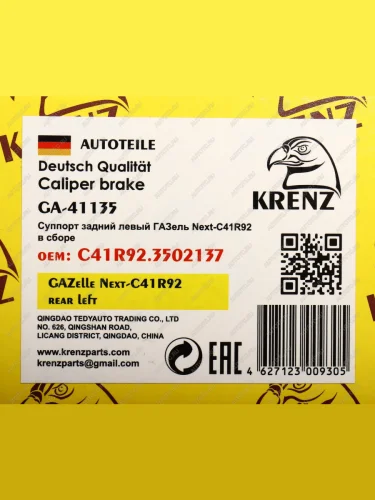 AUTOTEILE
Deutsch Qualität
Caliper brake
GA-41135
KRENZ
Суппорт задний левый ГАЗель Next-C41R92
в сборе
OEM: C41R92.3502137
GAZelle Next-C41R92
rear left
QINGDAO TEDYAUTO TRADING CO., LTD
NO. 626, QINGSHAN ROAD,
LICANG DISTRICT, QINGDAO, CHINA
www.krenzparts.com
krenzparts@gmail.com
EAC
4 627123 009305